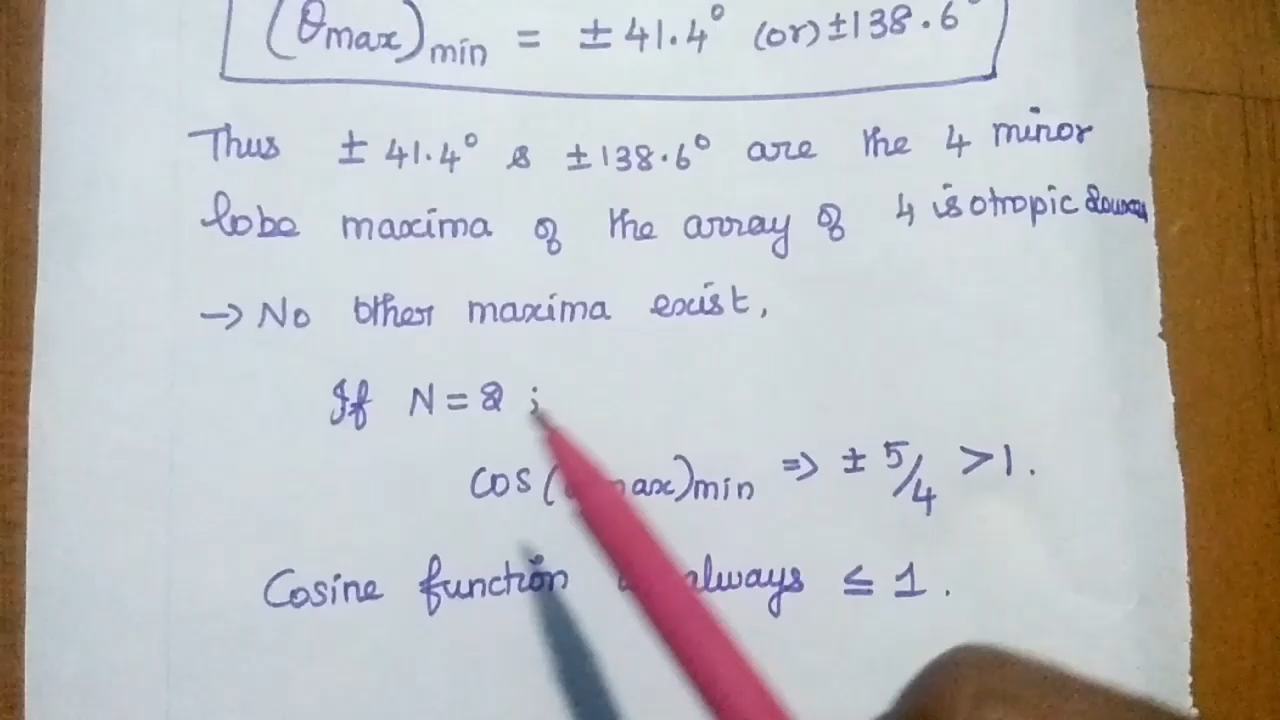 (θmax)min = ± 41.4° (or) ±138.6°
Thus ± 41.4° & ±138.6° are the 4 minor
lobe maxima of the array of 4 isotropic
→ No other maxima exist,
If N = 2 ;
cos( max)min ⇒ ± 5/4 > 1.
Cosine function always ≤ 1.